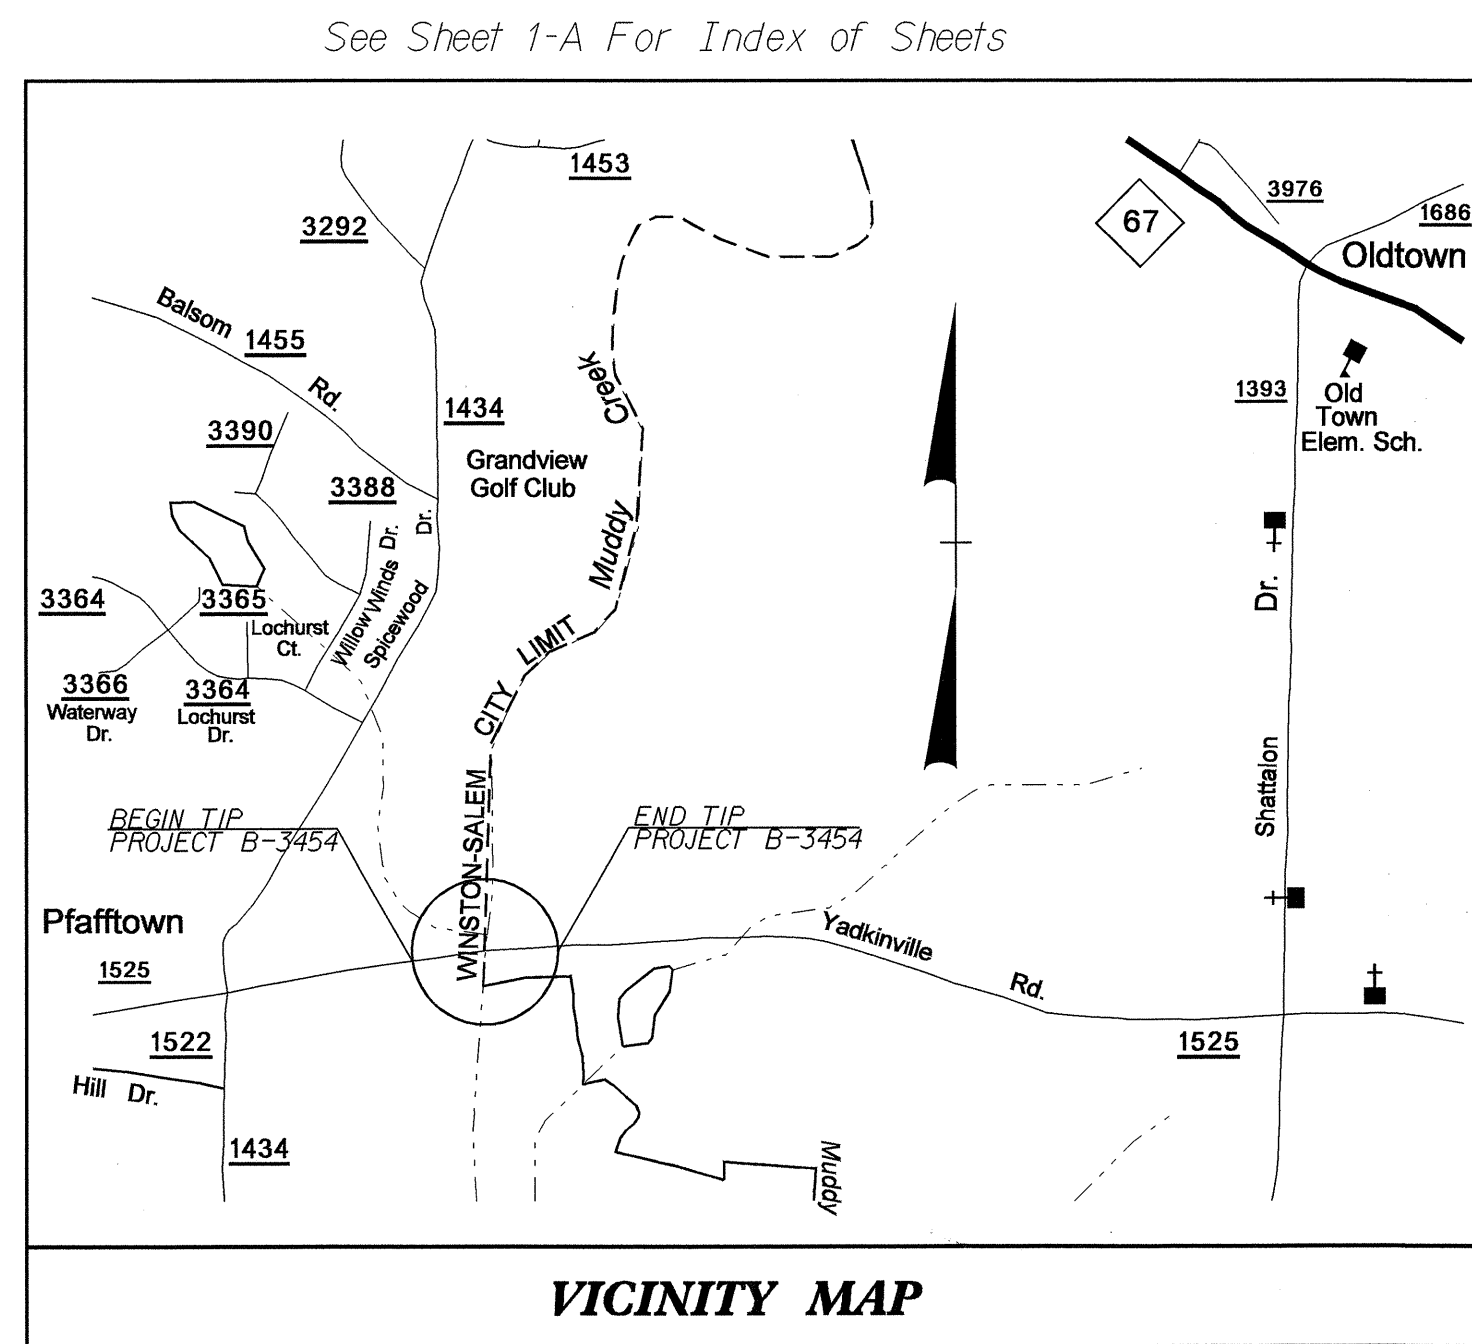 See Sheet 1-A For Index of Sheets
1453
3292
67
3976
1686
Oldtown
Balsom
1455
Rd.
1434
1393
Old
Town
Elem. Sch.
Creek
3390
Grandview
Golf Club
3388
Dr.
Muddy
Willow Winds Dr.
Spicewood
3364
3365
Lochurst
Ct.
Dr.
LIMIT
CITY
WINSTON-SALEM
3366
Waterway
Dr.
3364
Lochurst
Dr.
Shattalon
BEGIN TIP
PROJECT B-3454
END TIP
PROJECT B-3454
Pfafftown
Yadkinville
Rd.
1525
1522
1525
Hill Dr.
1434
Muddy
VICINITY MAP